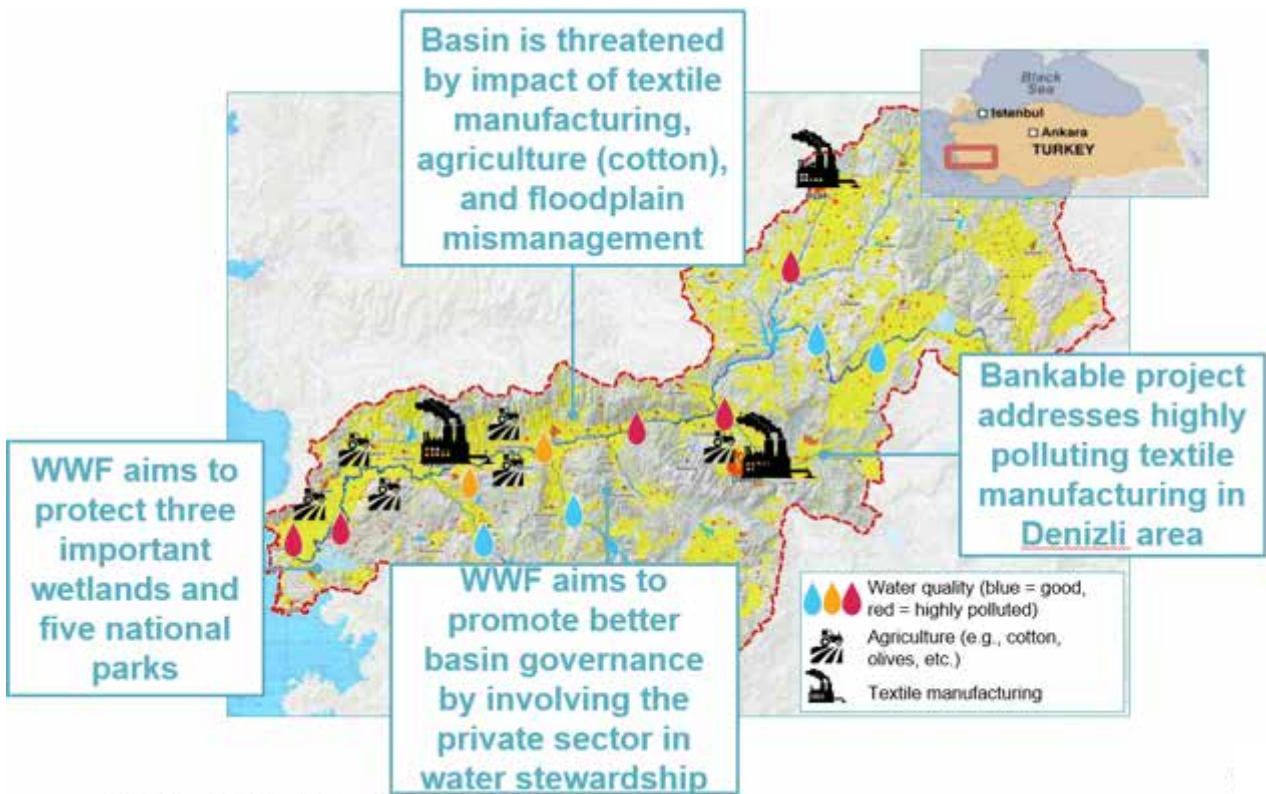 Basin is threatened
by impact of textile
manufacturing,
agriculture (cotton),
and floodplain
mismanagement
Black
Sea
Istanbul
Ankara
TURKEY
Bankable project
addresses highly
polluting textile
manufacturing in
Denizli area
WWF aims to
protect three
important
wetlands and
five national
parks
WWF aims to
promote better
basin governance
by involving the
private sector in
water stewardship
Water quality (blue = good,
red = highly polluted)
Agriculture (e.g., cotton,
olives, etc.)
Textile manufacturing